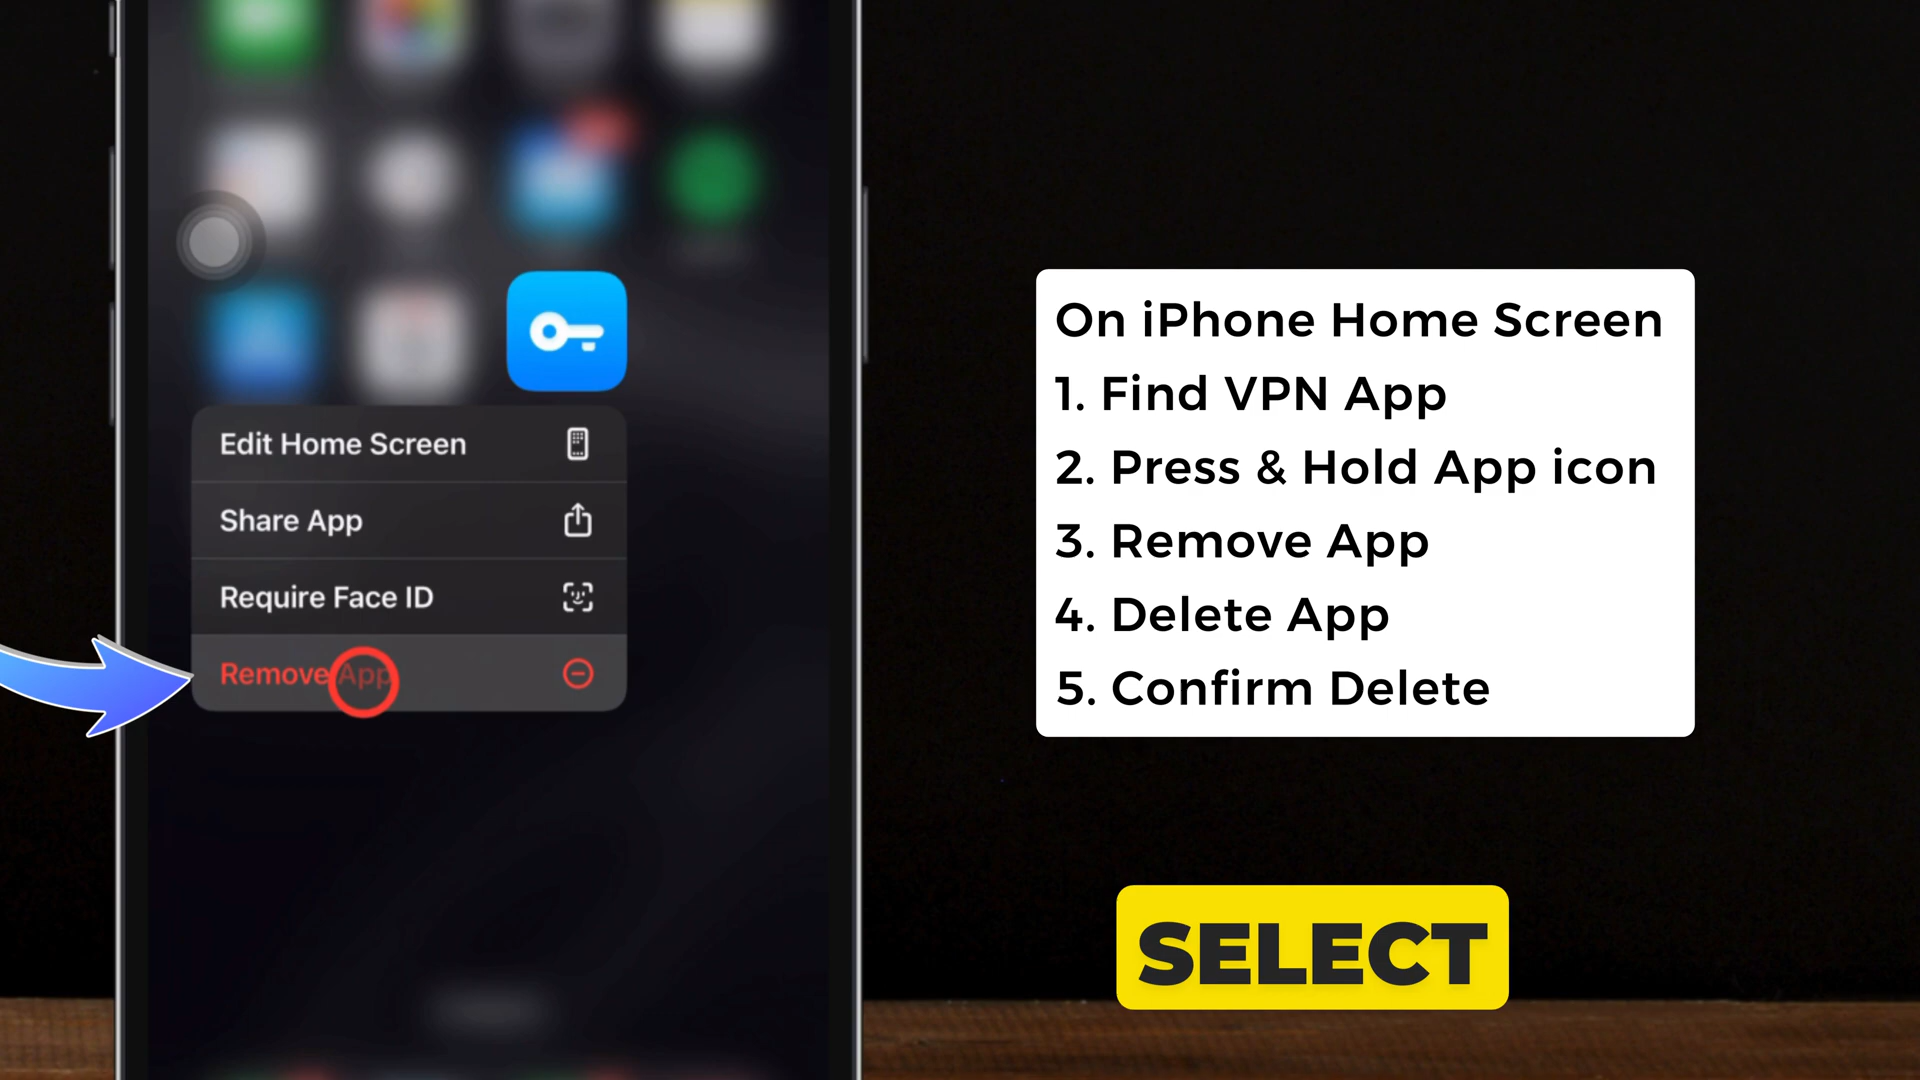 Edit Home Screen
Share App
Require Face ID
Remove App
On iPhone Home Screen
1. Find VPN App
2. Press & Hold App icon
3. Remove App
4. Delete App
5. Confirm Delete
SELECT